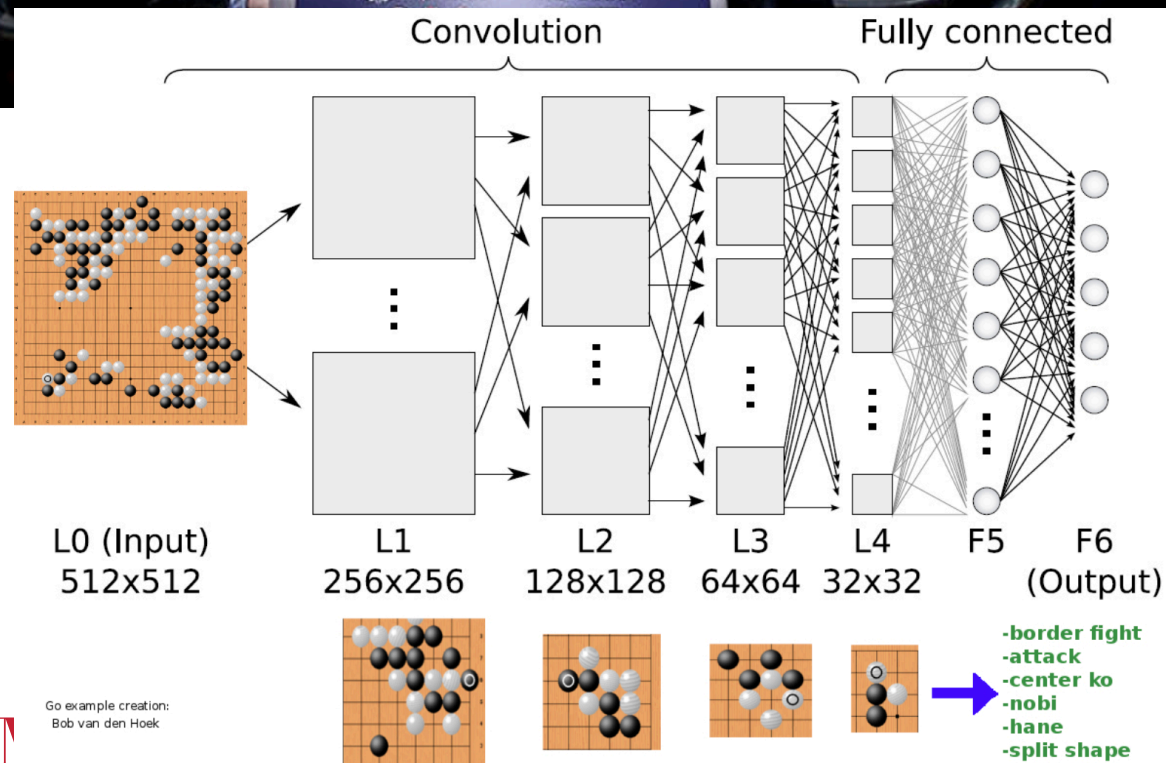 Convolution
Fully connected
L0 (Input)
512x512
L1
256x256
L2
128x128
L3
64x64
L4
32x32
F5
F6
(Output)
-border fight
-attack
-center ko
-nobi
-hane
-split shape
Go example creation:
Bob van den Hoek